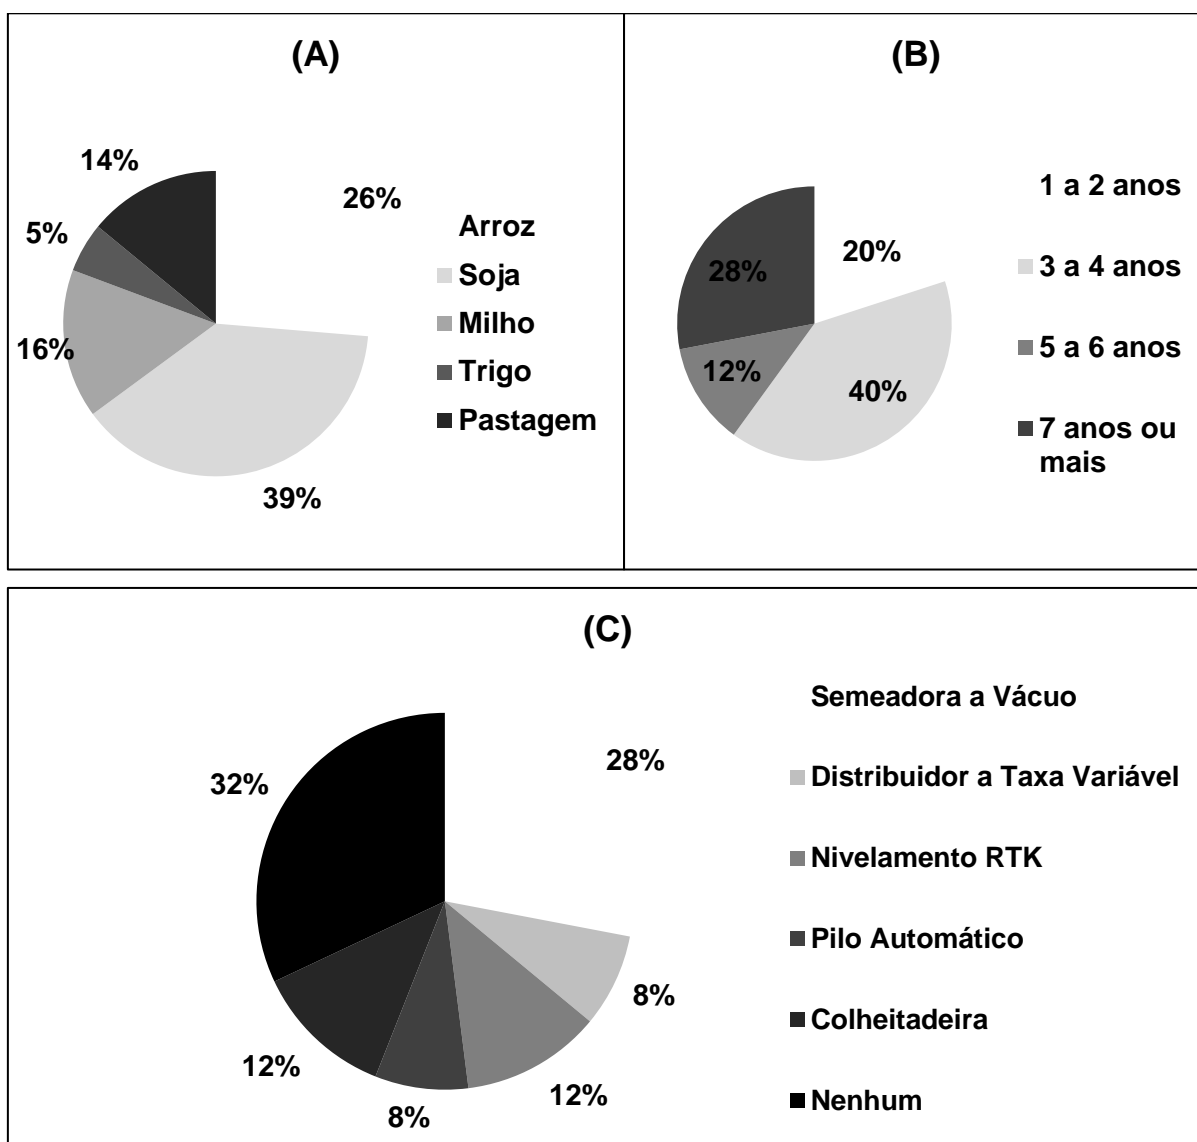 (A)
14%
26%
5%
16%
39%
Arroz
Soja
Milho
Trigo
Pastagem
(B)
20%
28%
12%
40%
1 a 2 anos
3 a 4 anos
5 a 6 anos
7 anos ou
mais
(C)
28%
32%
8%
12%
8%
12%
Semeadora a Vácuo
Distribuidor a Taxa Variável
Nivelamento RTK
Pilo Automático
Colheitadeira
Nenhum